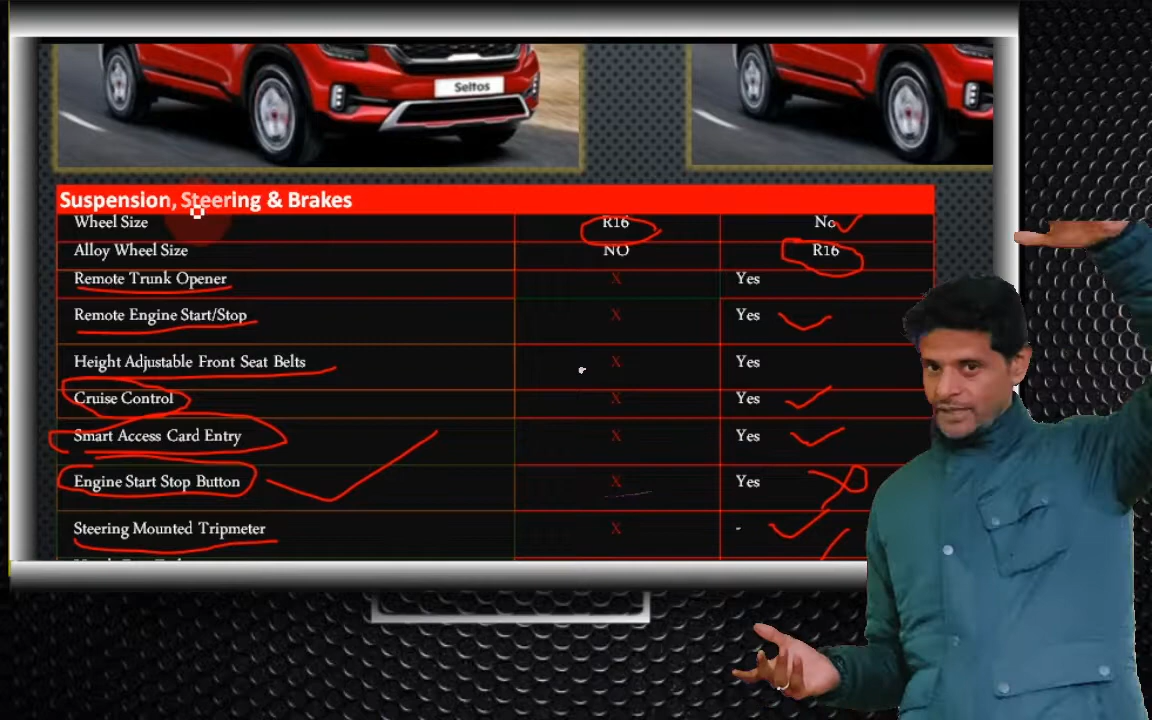 Seltos
Suspension, Steering & Brakes
Wheel Size R16 No
Alloy Wheel Size NO R16
Remote Trunk Opener X Yes
Remote Engine Start/Stop X Yes
Height Adjustable Front Seat Belts X Yes
Cruise Control X Yes
Smart Access Card Entry X Yes
Engine Start Stop Button X Yes
Steering Mounted Tripmeter X -